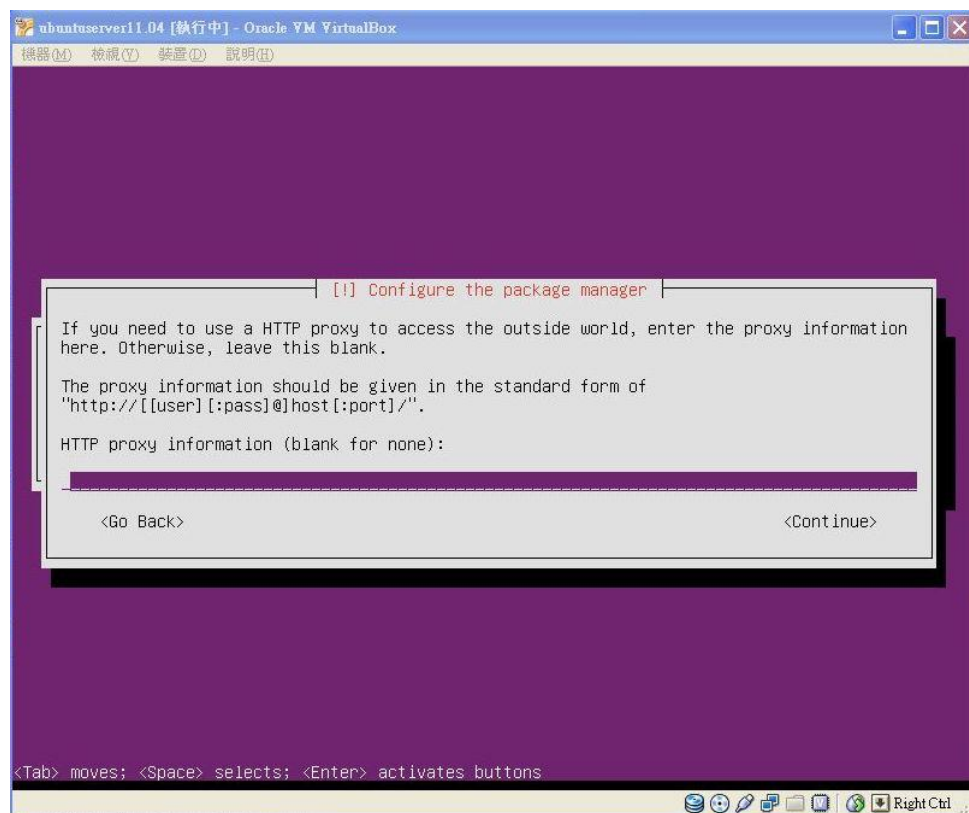 ubuntuserver11.04 [執行中] - Oracle VM VirtualBox
機器(M) 檢視(V) 裝置(D) 說明(H)
[!] Configure the package manager
If you need to use a HTTP proxy to access the outside world, enter the proxy information
here. Otherwise, leave this blank.
The proxy information should be given in the standard form of
"http://[[user][:pass]@]host[:port]/".
HTTP proxy information (blank for none):
<Go Back> <Continue>
<Tab> moves; <Space> selects; <Enter> activates buttons
Right Ctrl